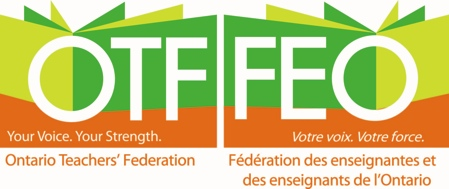 OTF
Your Voice. Your Strength.
Ontario Teachers' Federation
FEO
Votre voix. Votre force.
Fédération des enseignantes et
des enseignants de l'Ontario